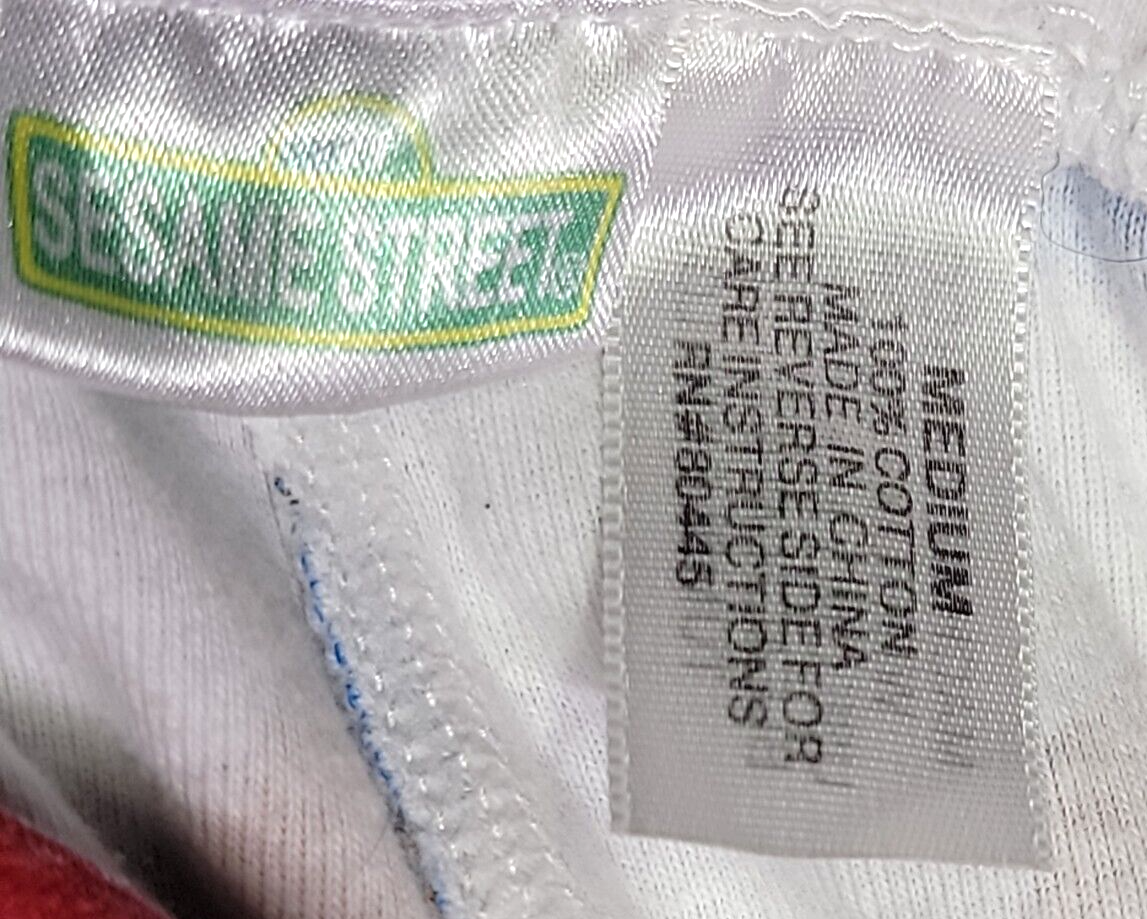 SESAME STREET
MEDIUM
100% COTTON
MADE IN CHINA
SEE REVERSE SIDE FOR
CARE INSTRUCTIONS
RN#80445